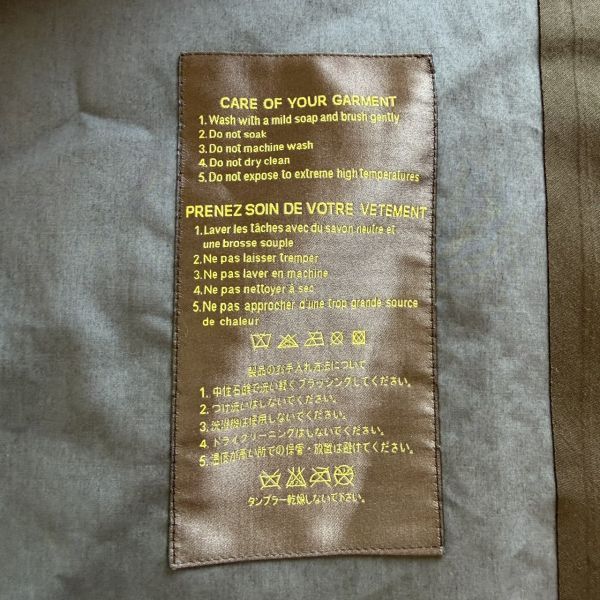 CARE OF YOUR GARMENT
1. Wash with a mild soap and brush gently
2. Do not soak
3. Do not machine wash
4. Do not dry clean
5. Do not expose to extreme high temperatures
PRENEZ SOIN DE VOTRE VETEMENT
1. Laver les tâches avec du savon neutre et
une brosse souple
2. Ne pas laisser tremper
3. Ne pas laver en machine
4. Ne pas nettoyer à sec
5. Ne pas approcher d'une trop grande source
de chaleur
製品のお手入れ方法について
1. 中性石鹸で洗い軽くブラッシングしてください。
2. つけ洗いはしないでください。
3. 洗濯機は使用しないでください。
4. ドライクリーニングはしないでください。
5. 温度が高い所での保管・放置は避けてください。
タンブラー乾燥しないで下さい。